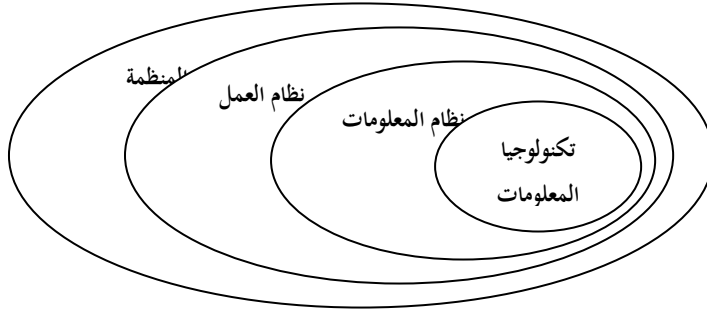 المنظمة
نظام العمل
نظام المعلومات
تكنولوجيا
المعلومات